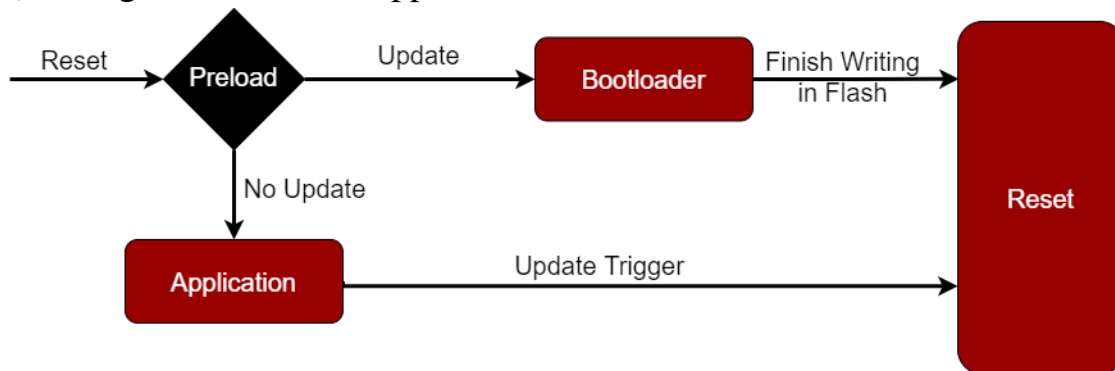 Reset
Preload
Update
Bootloader
Finish Writing
in Flash
Reset
No Update
Application
Update Trigger